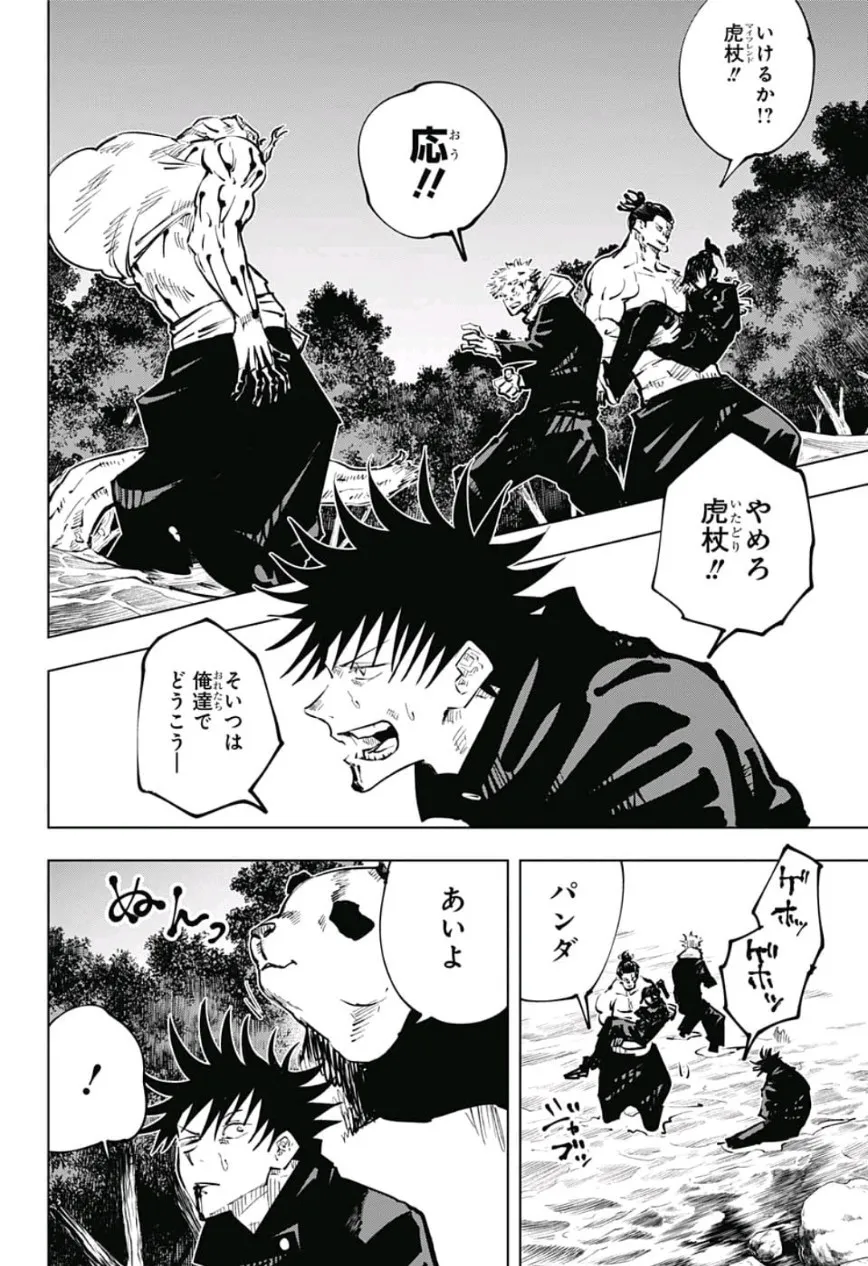 いけるか!?
虎杖!!
マイフレンド
応!!
おう
やめろ
虎杖!!
いたどり
そいつは
俺達で
おれたち
どうこう―
ゲホッ
ゲホッ
パンダ
ジャブ
あいよ
ぬんっ
!